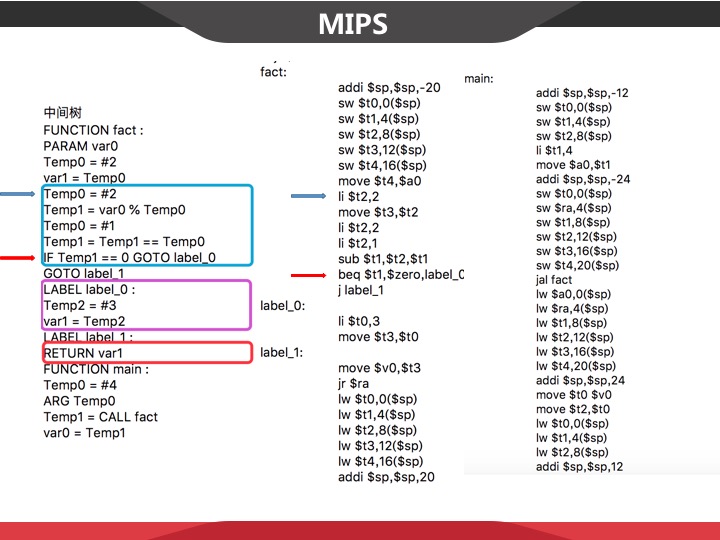 MIPS
中间树
FUNCTION fact :
PARAM var0
Temp0 = #2
var1 = Temp0
Temp0 = #2
Temp1 = var0 % Temp0
Temp0 = #1
Temp1 = Temp1 == Temp0
IF Temp1 == 0 GOTO label_0
GOTO label_1
LABEL label_0 :
Temp2 = #3
var1 = Temp2
LABEL label_1 :
RETURN var1
FUNCTION main :
Temp0 = #4
ARG Temp0
Temp1 = CALL fact
var0 = Temp1
fact:
addi $sp,$sp,-20
sw $t0,0($sp)
sw $t1,4($sp)
sw $t2,8($sp)
sw $t3,12($sp)
sw $t4,16($sp)
move $t4,$a0
li $t2,2
move $t3,$t2
li $t2,2
li $t2,1
sub $t1,$t2,$t1
beq $t1,$zero,label_0
j label_1
label_0:
li $t0,3
move $t3,$t0
label_1:
move $v0,$t3
jr $ra
lw $t0,0($sp)
lw $t1,4($sp)
lw $t2,8($sp)
lw $t3,12($sp)
lw $t4,16($sp)
addi $sp,$sp,20
main:
addi $sp,$sp,-12
sw $t0,0($sp)
sw $t1,4($sp)
sw $t2,8($sp)
li $t1,4
move $a0,$t1
addi $sp,$sp,-24
sw $t0,0($sp)
sw $ra,4($sp)
sw $t1,8($sp)
sw $t2,12($sp)
sw $t3,16($sp)
sw $t4,20($sp)
jal fact
lw $a0,0($sp)
lw $ra,4($sp)
lw $t1,8($sp)
lw $t2,12($sp)
lw $t3,16($sp)
lw $t4,20($sp)
addi $sp,$sp,24
move $t0 $v0
move $t2,$t0
lw $t0,0($sp)
lw $t1,4($sp)
lw $t2,8($sp)
addi $sp,$sp,12